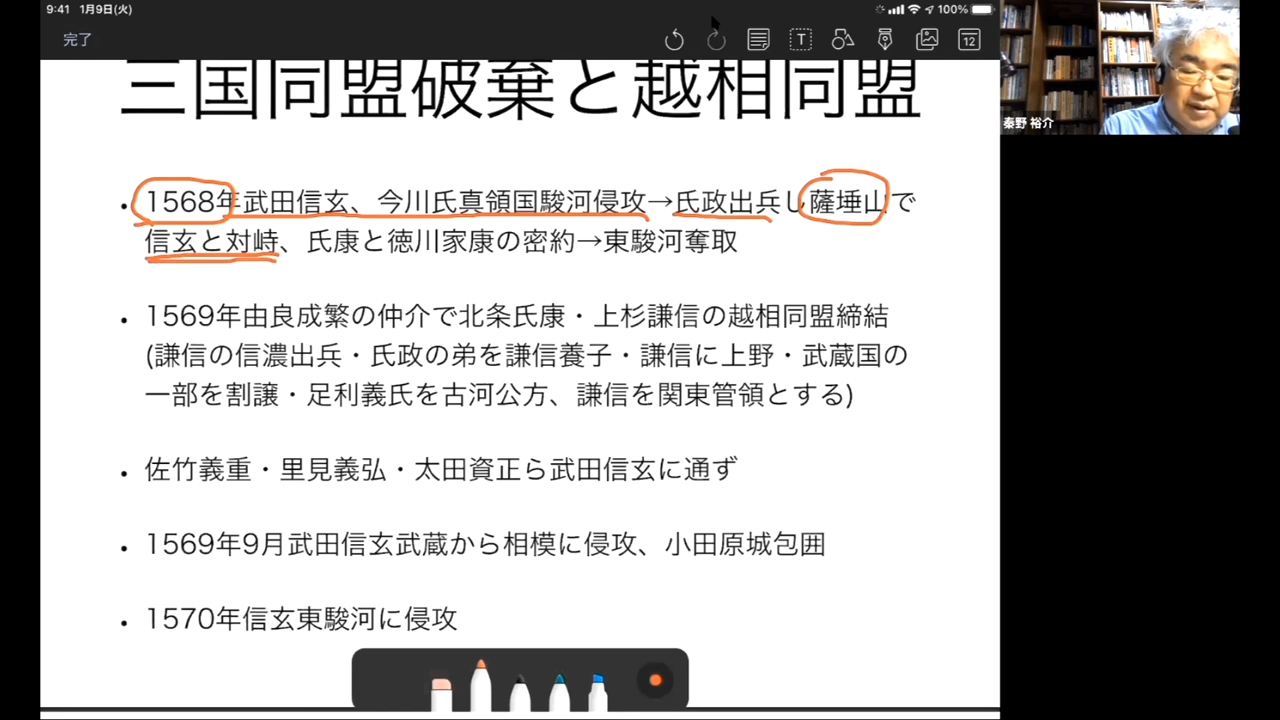 9:41 1月9日(火)
100%
完了
T
12
三国同盟破棄と越相同盟
秦野 裕介
• 1568年武田信玄、今川氏真領国駿河侵攻→氏政出兵し薩埵山で
信玄と対峙、氏康と徳川家康の密約→東駿河奪取
• 1569年由良成繁の仲介で北条氏康・上杉謙信の越相同盟締結
(謙信の信濃出兵・氏政の弟を謙信養子・謙信に上野・武蔵国の
一部を割譲・足利義氏を古河公方、謙信を関東管領とする)
• 佐竹義重・里見義弘・太田資正ら武田信玄に通ず
• 1569年9月武田信玄武蔵から相模に侵攻、小田原城包囲
• 1570年信玄東駿河に侵攻